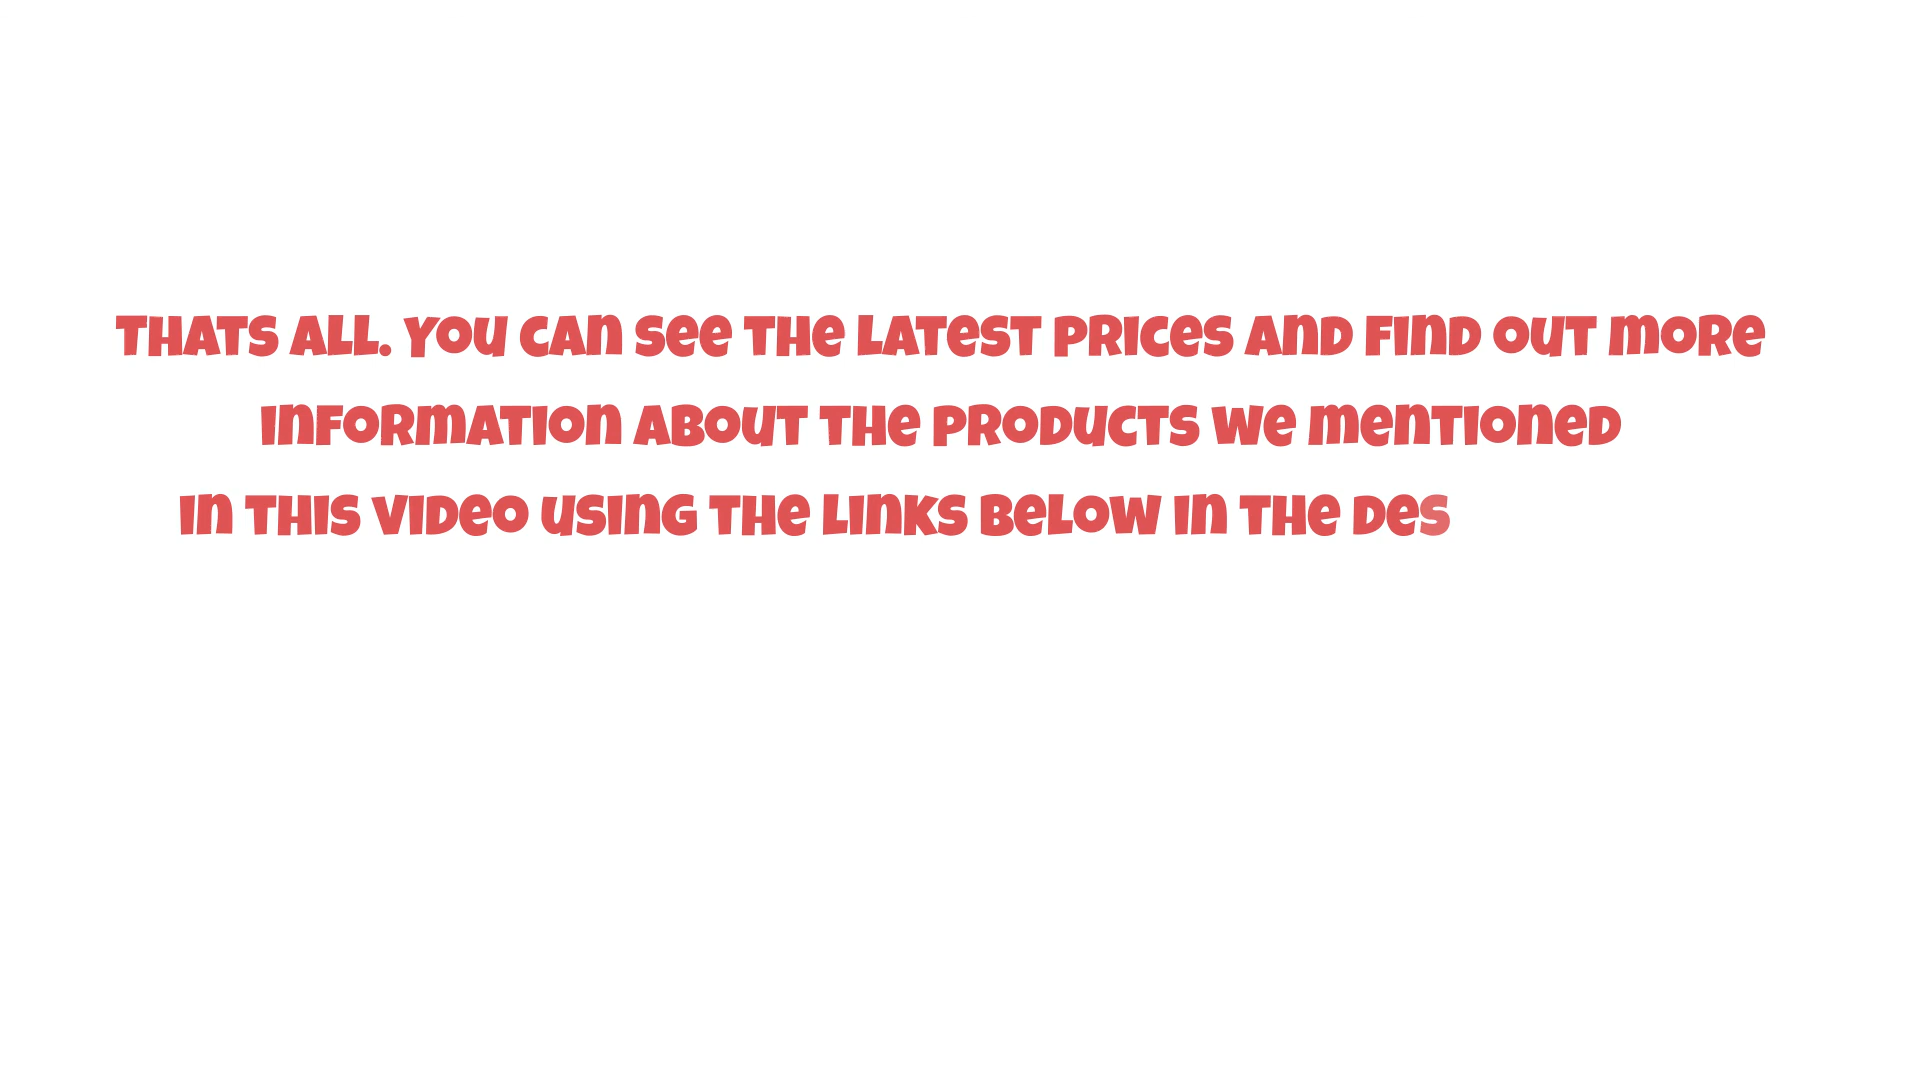 THATS ALL. YOU CAN SEE THE LATEST PRICES AND FIND OUT MORE
INFORMATION ABOUT THE PRODUCTS WE MENTIONED
IN THIS VIDEO USING THE LINKS BELOW IN THE DES